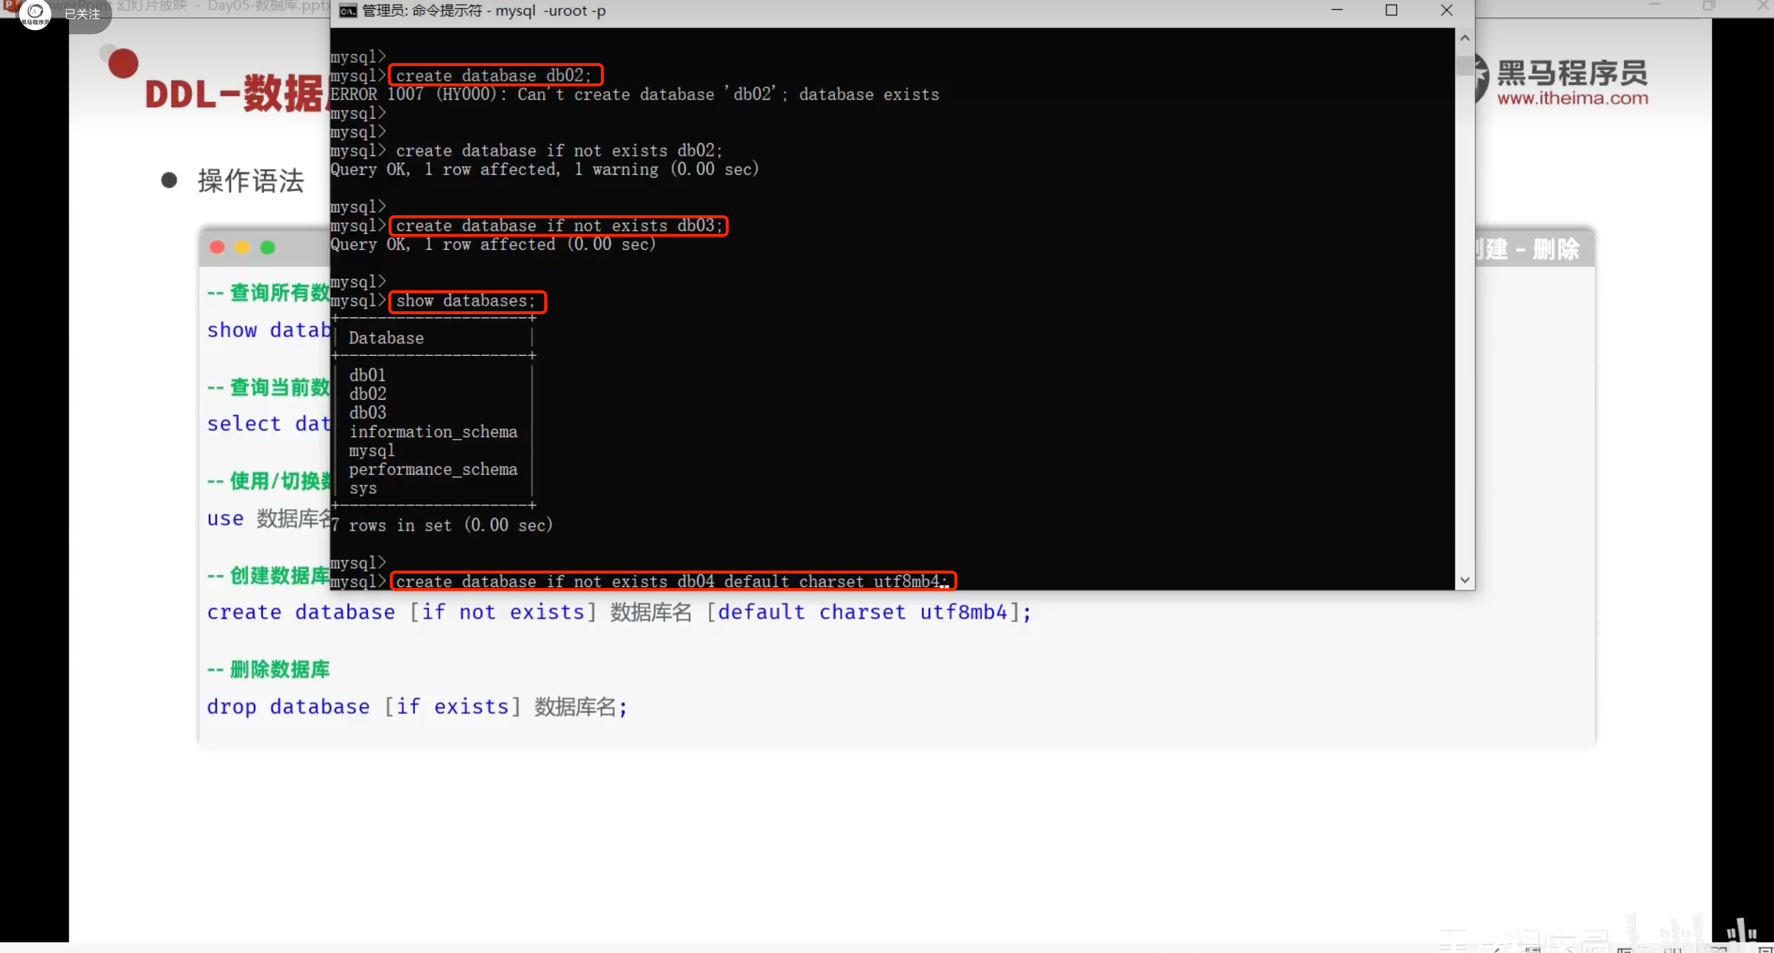 PowerPoint 幻灯片放映 - Day05-数据库.pptx
已关注
管理员: 命令提示符 - mysql -uroot -p
DDL-数据
黑马程序员
www.itheima.com
操作语法
mysql>
mysql> create database db02;
ERROR 1007 (HY000): Can't create database 'db02'; database exists
mysql>
mysql>
mysql> create database if not exists db02;
Query OK, 1 row affected, 1 warning (0.00 sec)
mysql>
mysql> create database if not exists db03;
Query OK, 1 row affected (0.00 sec)
mysql>
mysql> show databases;
+--------------------+
| Database |
+--------------------+
| db01 |
| db02 |
| db03 |
| information_schema |
| mysql |
| performance_schema |
| sys |
+--------------------+
7 rows in set (0.00 sec)
mysql>
mysql> create database if not exists db04 default charset utf8mb4;
创建 - 删除
-- 查询所有数
show datab
-- 查询当前数
select dat
-- 使用/切换数
use 数据库名
-- 创建数据库
create database [if not exists] 数据库名 [default charset utf8mb4];
-- 删除数据库
drop database [if exists] 数据库名;